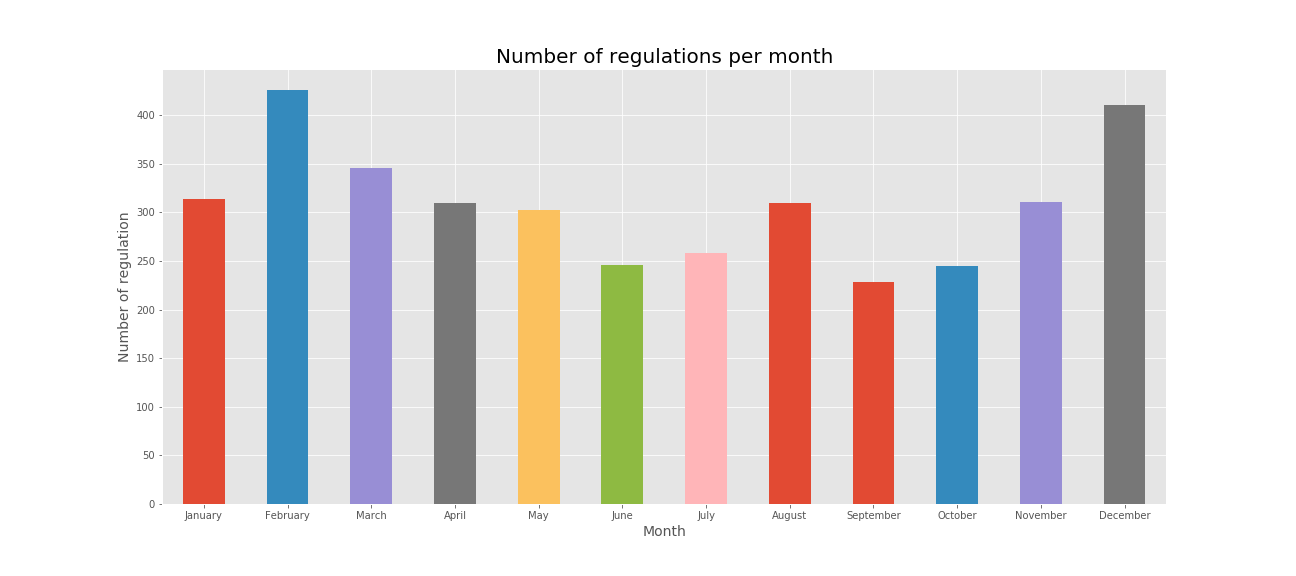 Number of regulations per month
Number of regulation
400
350
300
250
200
150
100
50
0
January February March April May June July August September October November December
Month